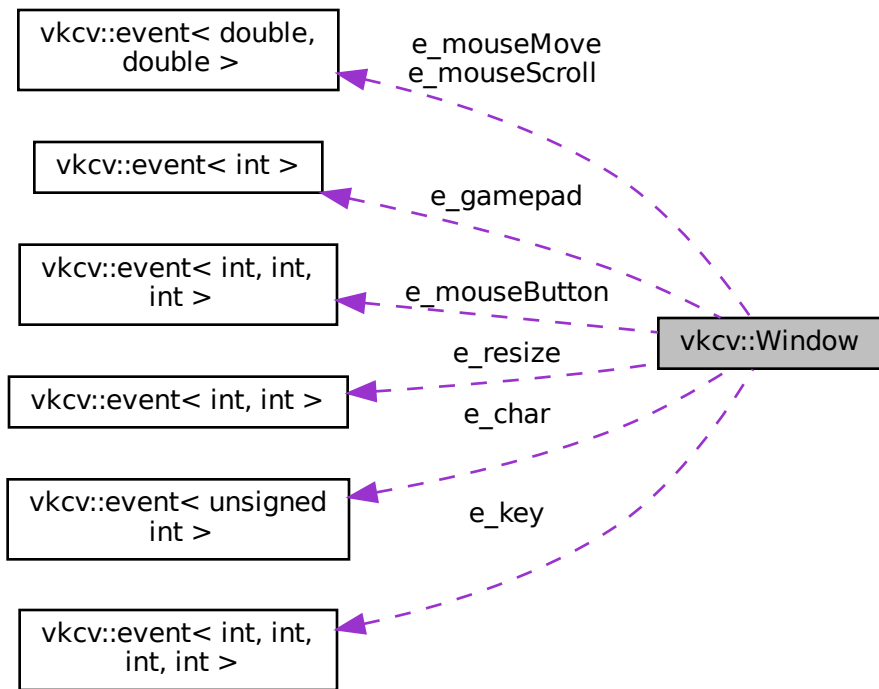 vkcv::event< double,
double >
e_mouseMove
e_mouseScroll
vkcv::event< int >
e_gamepad
vkcv::event< int, int,
int >
e_mouseButton
vkcv::Window
e_resize
vkcv::event< int, int >
e_char
vkcv::event< unsigned
int >
e_key
vkcv::event< int, int,
int, int >